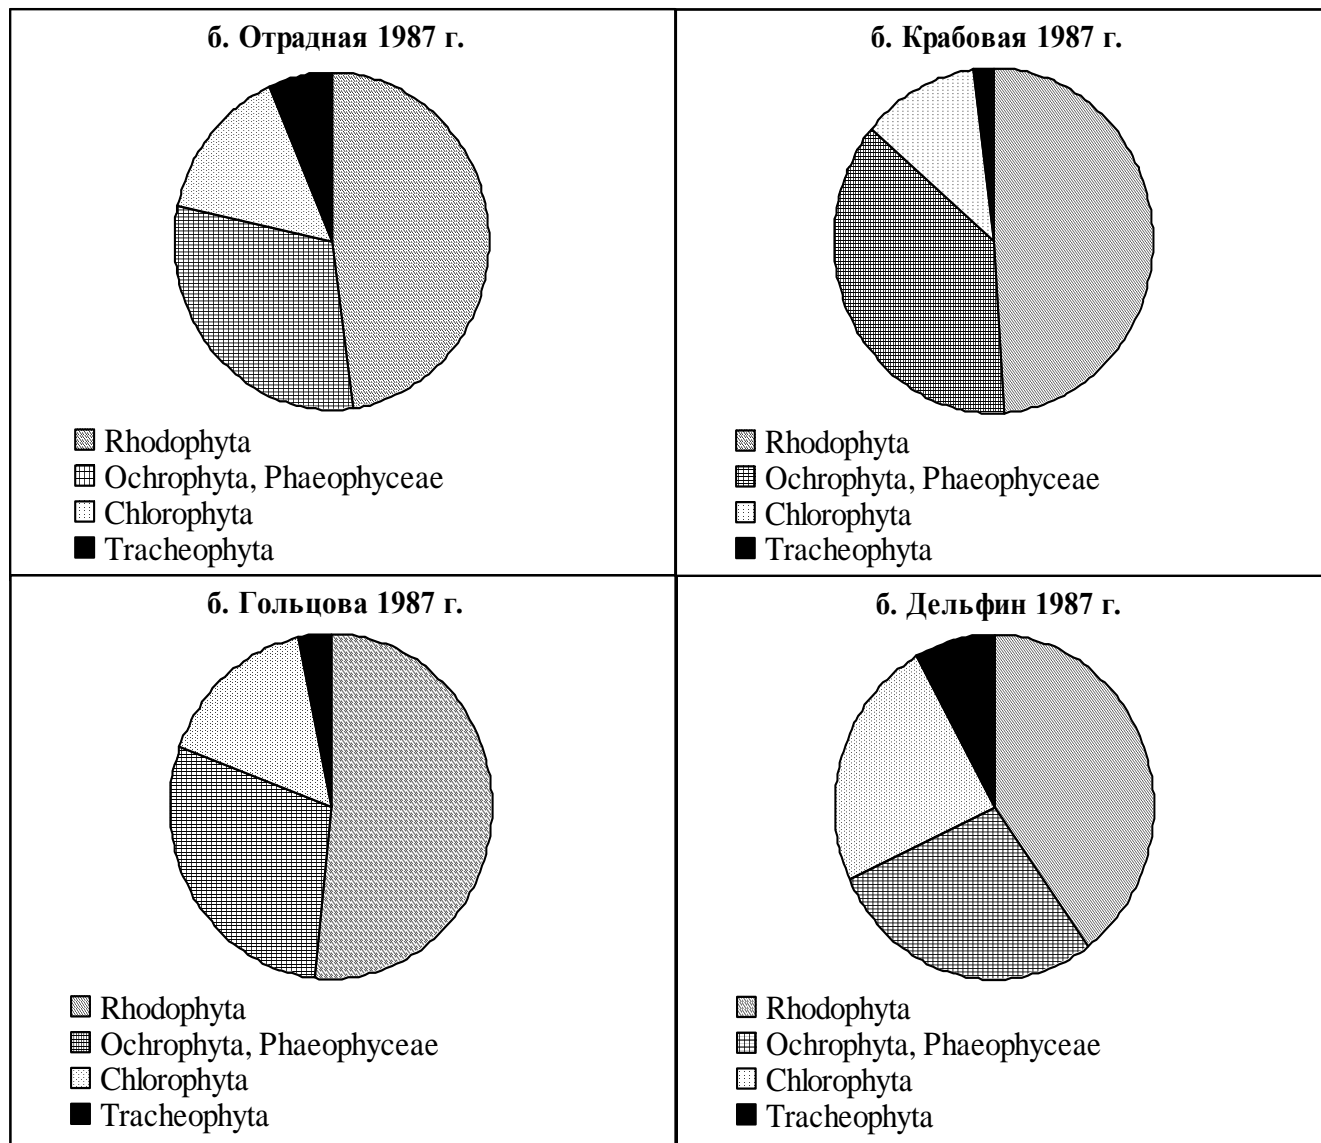 б. Отрадная 1987 г.
Rhodophyta
Ochrophyta, Phaeophyceae
Chlorophyta
Tracheophyta
б. Крабовая 1987 г.
Rhodophyta
Ochrophyta, Phaeophyceae
Chlorophyta
Tracheophyta
б. Гольцова 1987 г.
Rhodophyta
Ochrophyta, Phaeophyceae
Chlorophyta
Tracheophyta
б. Дельфин 1987 г.
Rhodophyta
Ochrophyta, Phaeophyceae
Chlorophyta
Tracheophyta